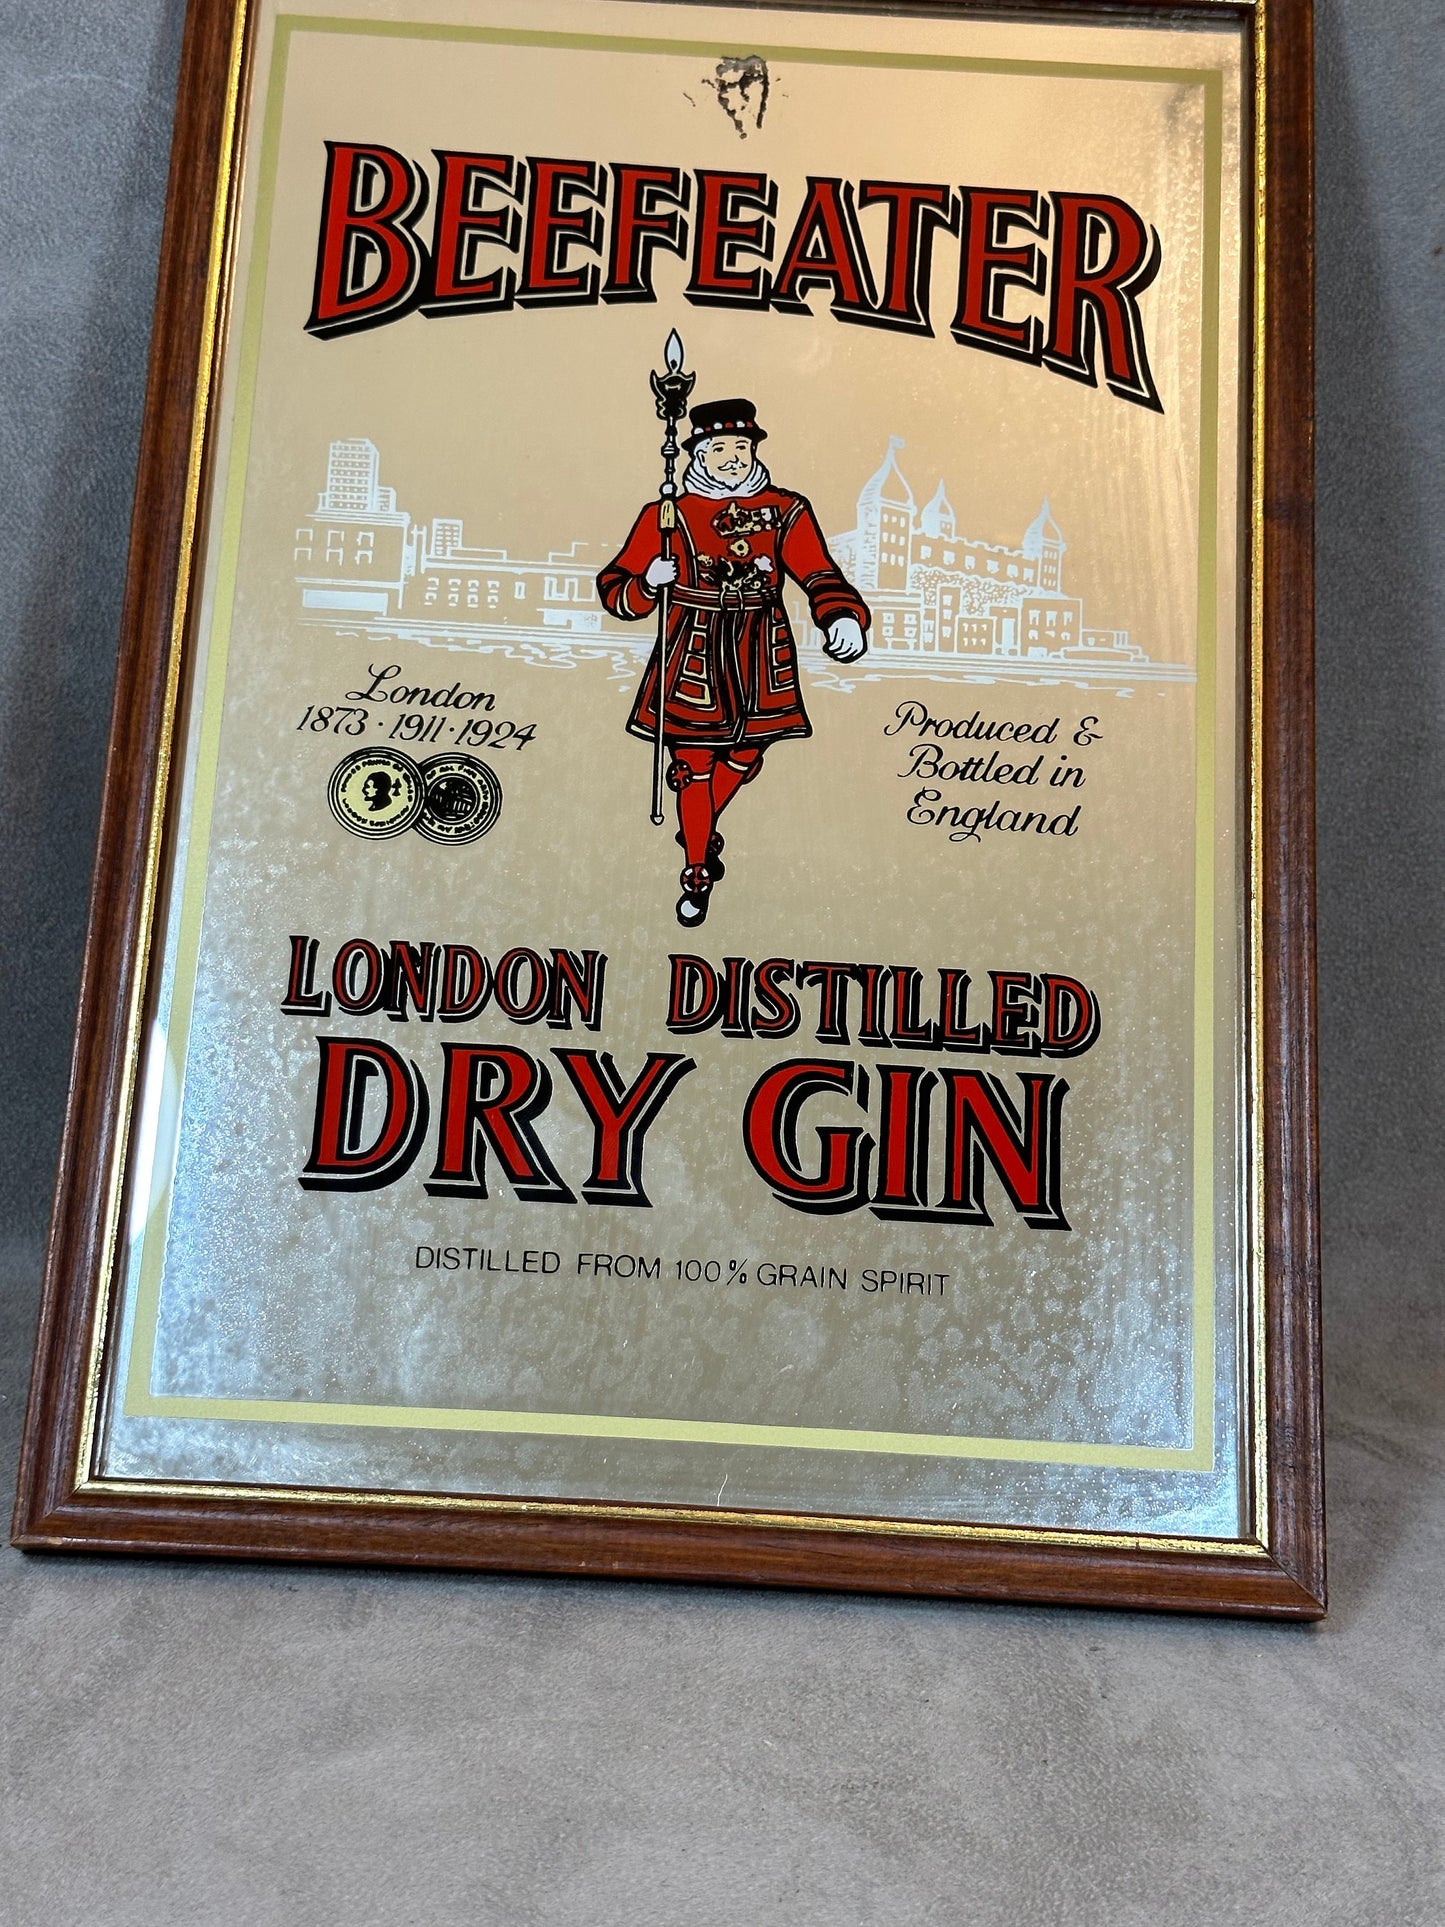 BEEFEATER
London
1873 · 1911 · 1924
Produced &
Bottled in
England
LONDON DISTILLED
DRY GIN
DISTILLED FROM 100% GRAIN SPIRIT